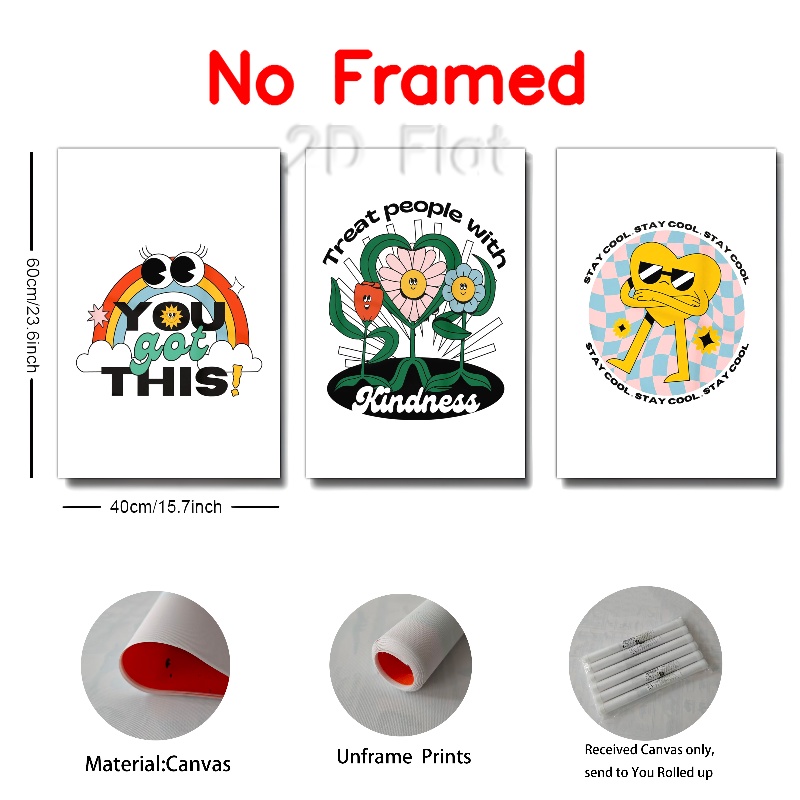 No Framed
2D Flat
60cm/23.6inch
40cm/15.7inch
YOU
got
THIS!
Treat people with
Kindness
STAY COOL. STAY COOL. STAY COOL
STAY COOL. STAY COOL. STAY COOL
Material:Canvas
Unframe Prints
Received Canvas only,
send to You Rolled up